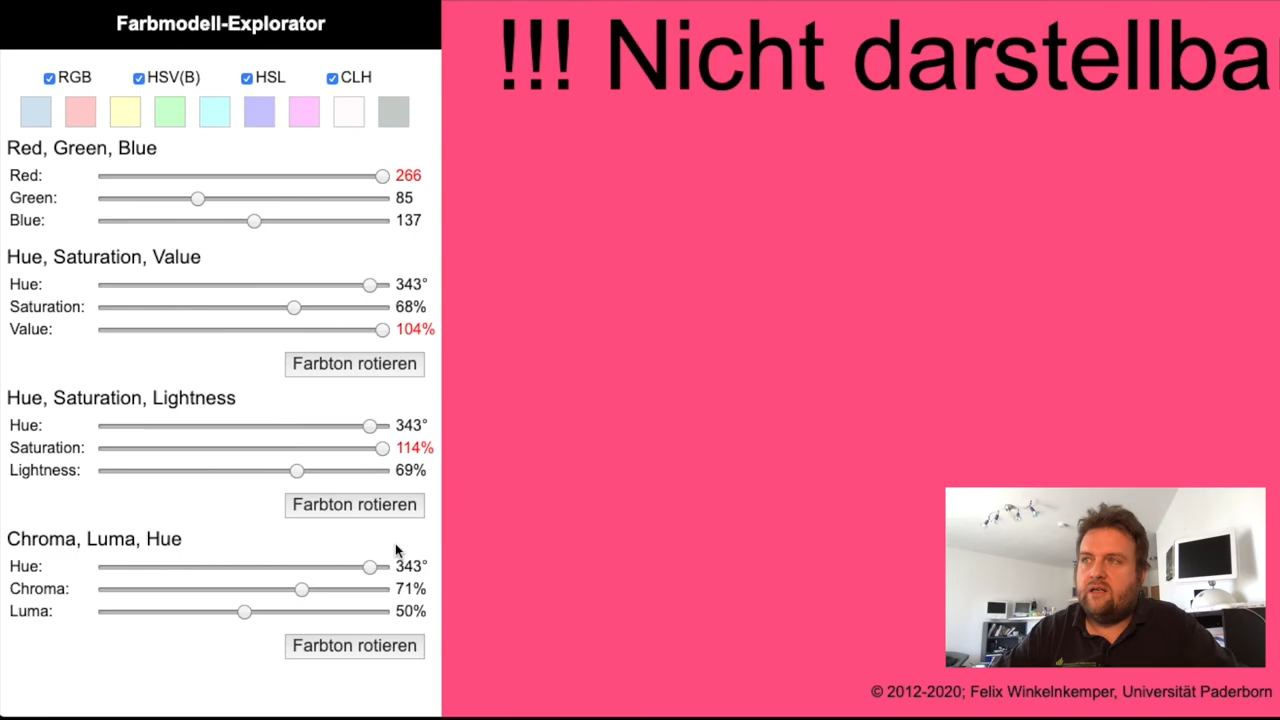 Farbmodell-Explorator
!!! Nicht darstellba
RGB HSV(B) HSL CLH
Red, Green, Blue
Red: 266
Green: 85
Blue: 137
Hue, Saturation, Value
Hue: 343°
Saturation: 68%
Value: 104%
Farbton rotieren
Hue, Saturation, Lightness
Hue: 343°
Saturation: 114%
Lightness: 69%
Farbton rotieren
Chroma, Luma, Hue
Hue: 343°
Chroma: 71%
Luma: 50%
Farbton rotieren
© 2012-2020; Felix Winkelnkemper, Universität Paderborn